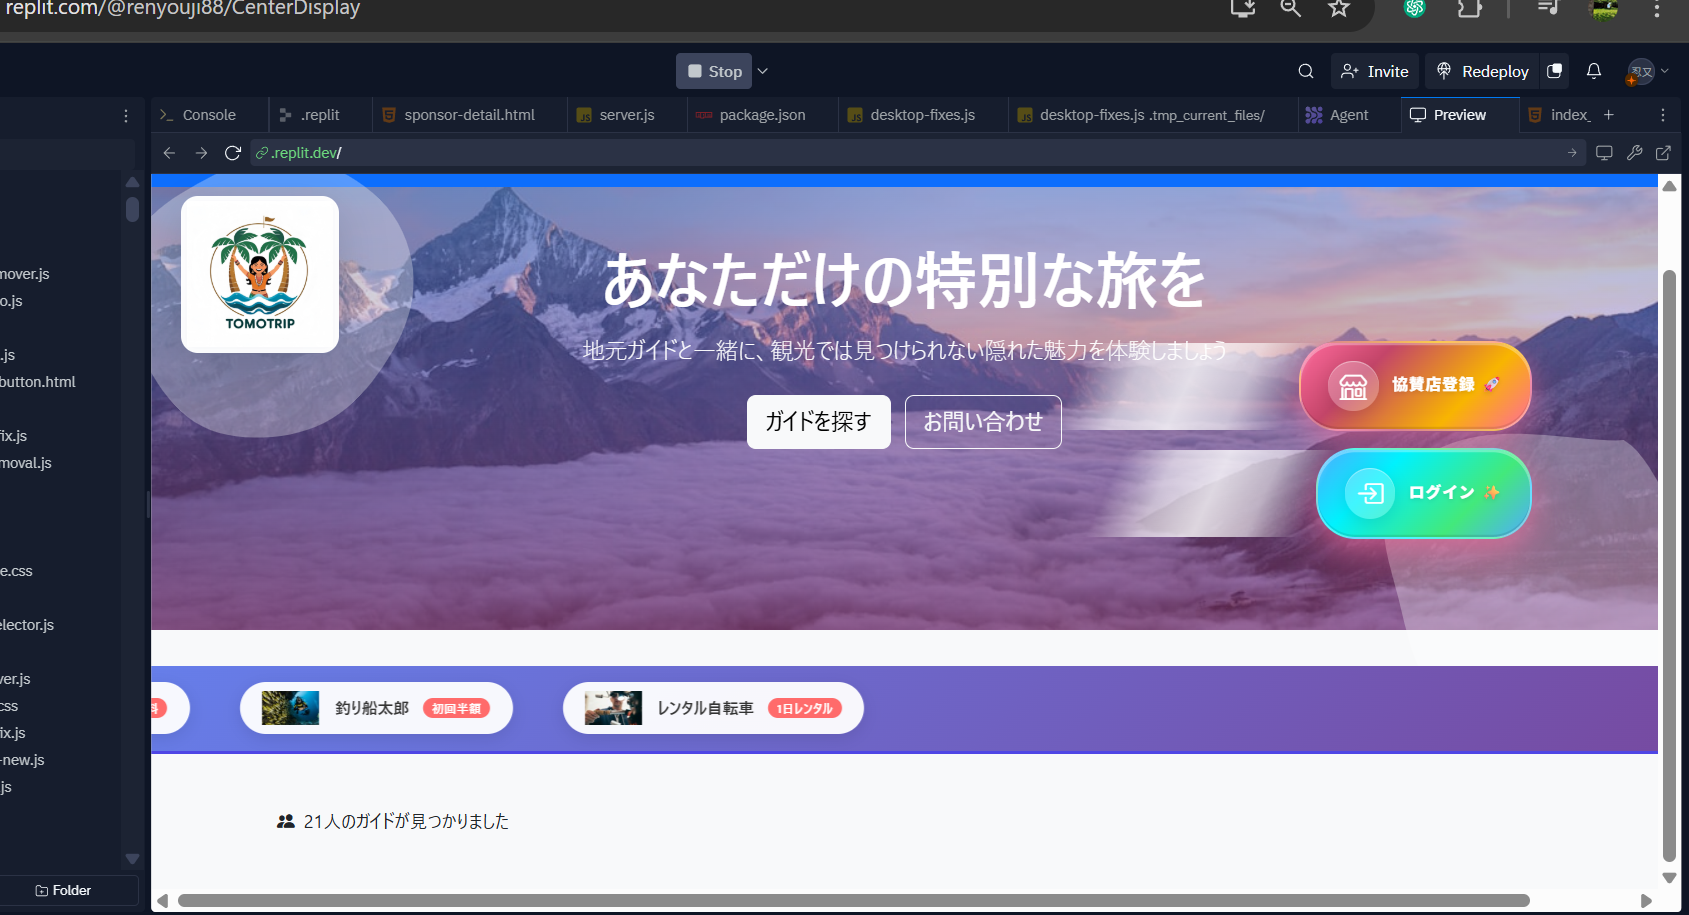 replit.com/@renyouji88/CenterDisplay
Stop
Invite
Redeploy
忍又
Console
.replit
sponsor-detail.html
server.js
package.json
desktop-fixes.js
desktop-fixes.js .tmp_current_files/
Agent
Preview
index_
.replit.dev/
mover.js
o.js
.js
button.html
fix.js
moval.js
e.css
elector.js
ver.js
css
fix.js
-new.js
js
Folder
TOMOTRIP
あなただけの特別な旅を
地元ガイドと一緒に、観光では見つけられない隠れた魅力を体験しましょう
ガイドを探す
お問い合わせ
協賛店登録 🚀
ログイン ✨
料
釣り船太郎
初回半額
レンタル自転車
1日レンタル
21人のガイドが見つかりました